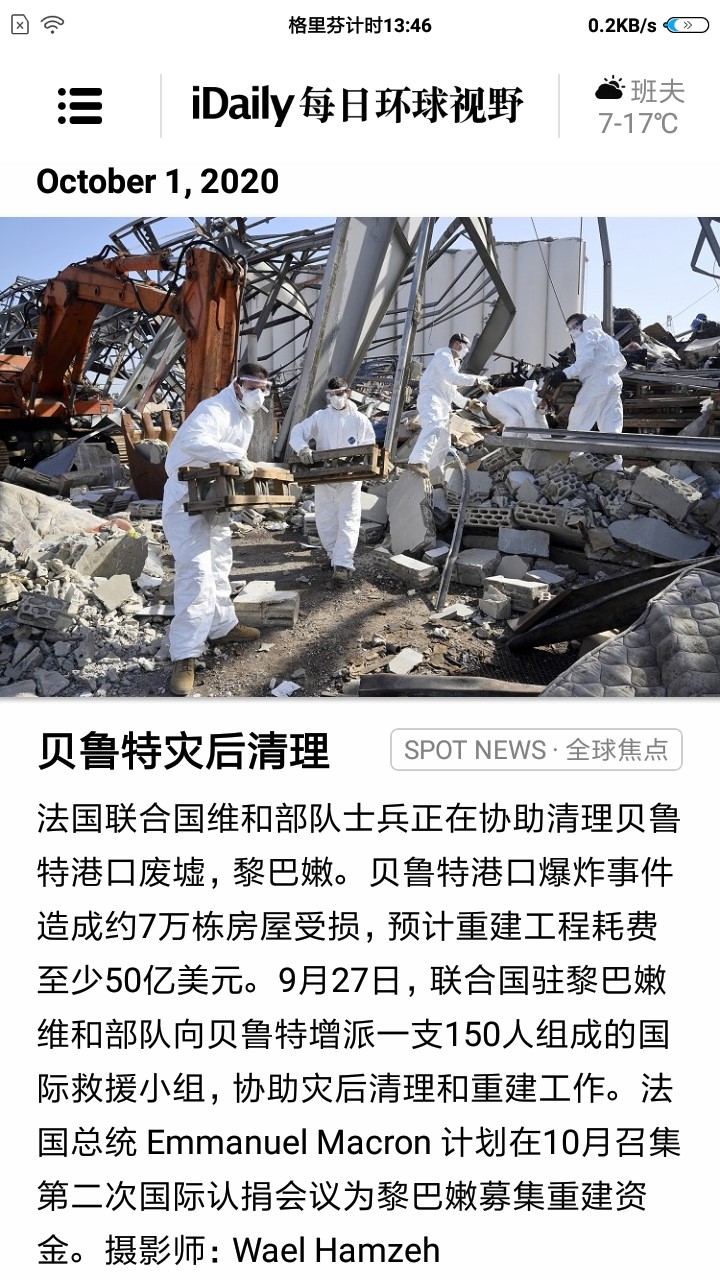 格里芬计时13:46
0.2KB/s
iDaily每日环球视野
班夫
7-17℃
October 1, 2020
贝鲁特灾后清理
SPOT NEWS · 全球焦点
法国联合国维和部队士兵正在协助清理贝鲁
特港口废墟，黎巴嫩。贝鲁特港口爆炸事件
造成约7万栋房屋受损，预计重建工程耗费
至少50亿美元。9月27日，联合国驻黎巴嫩
维和部队向贝鲁特增派一支150人组成的国
际救援小组，协助灾后清理和重建工作。法
国总统 Emmanuel Macron 计划在10月召集
第二次国际认捐会议为黎巴嫩募集重建资
金。摄影师：Wael Hamzeh